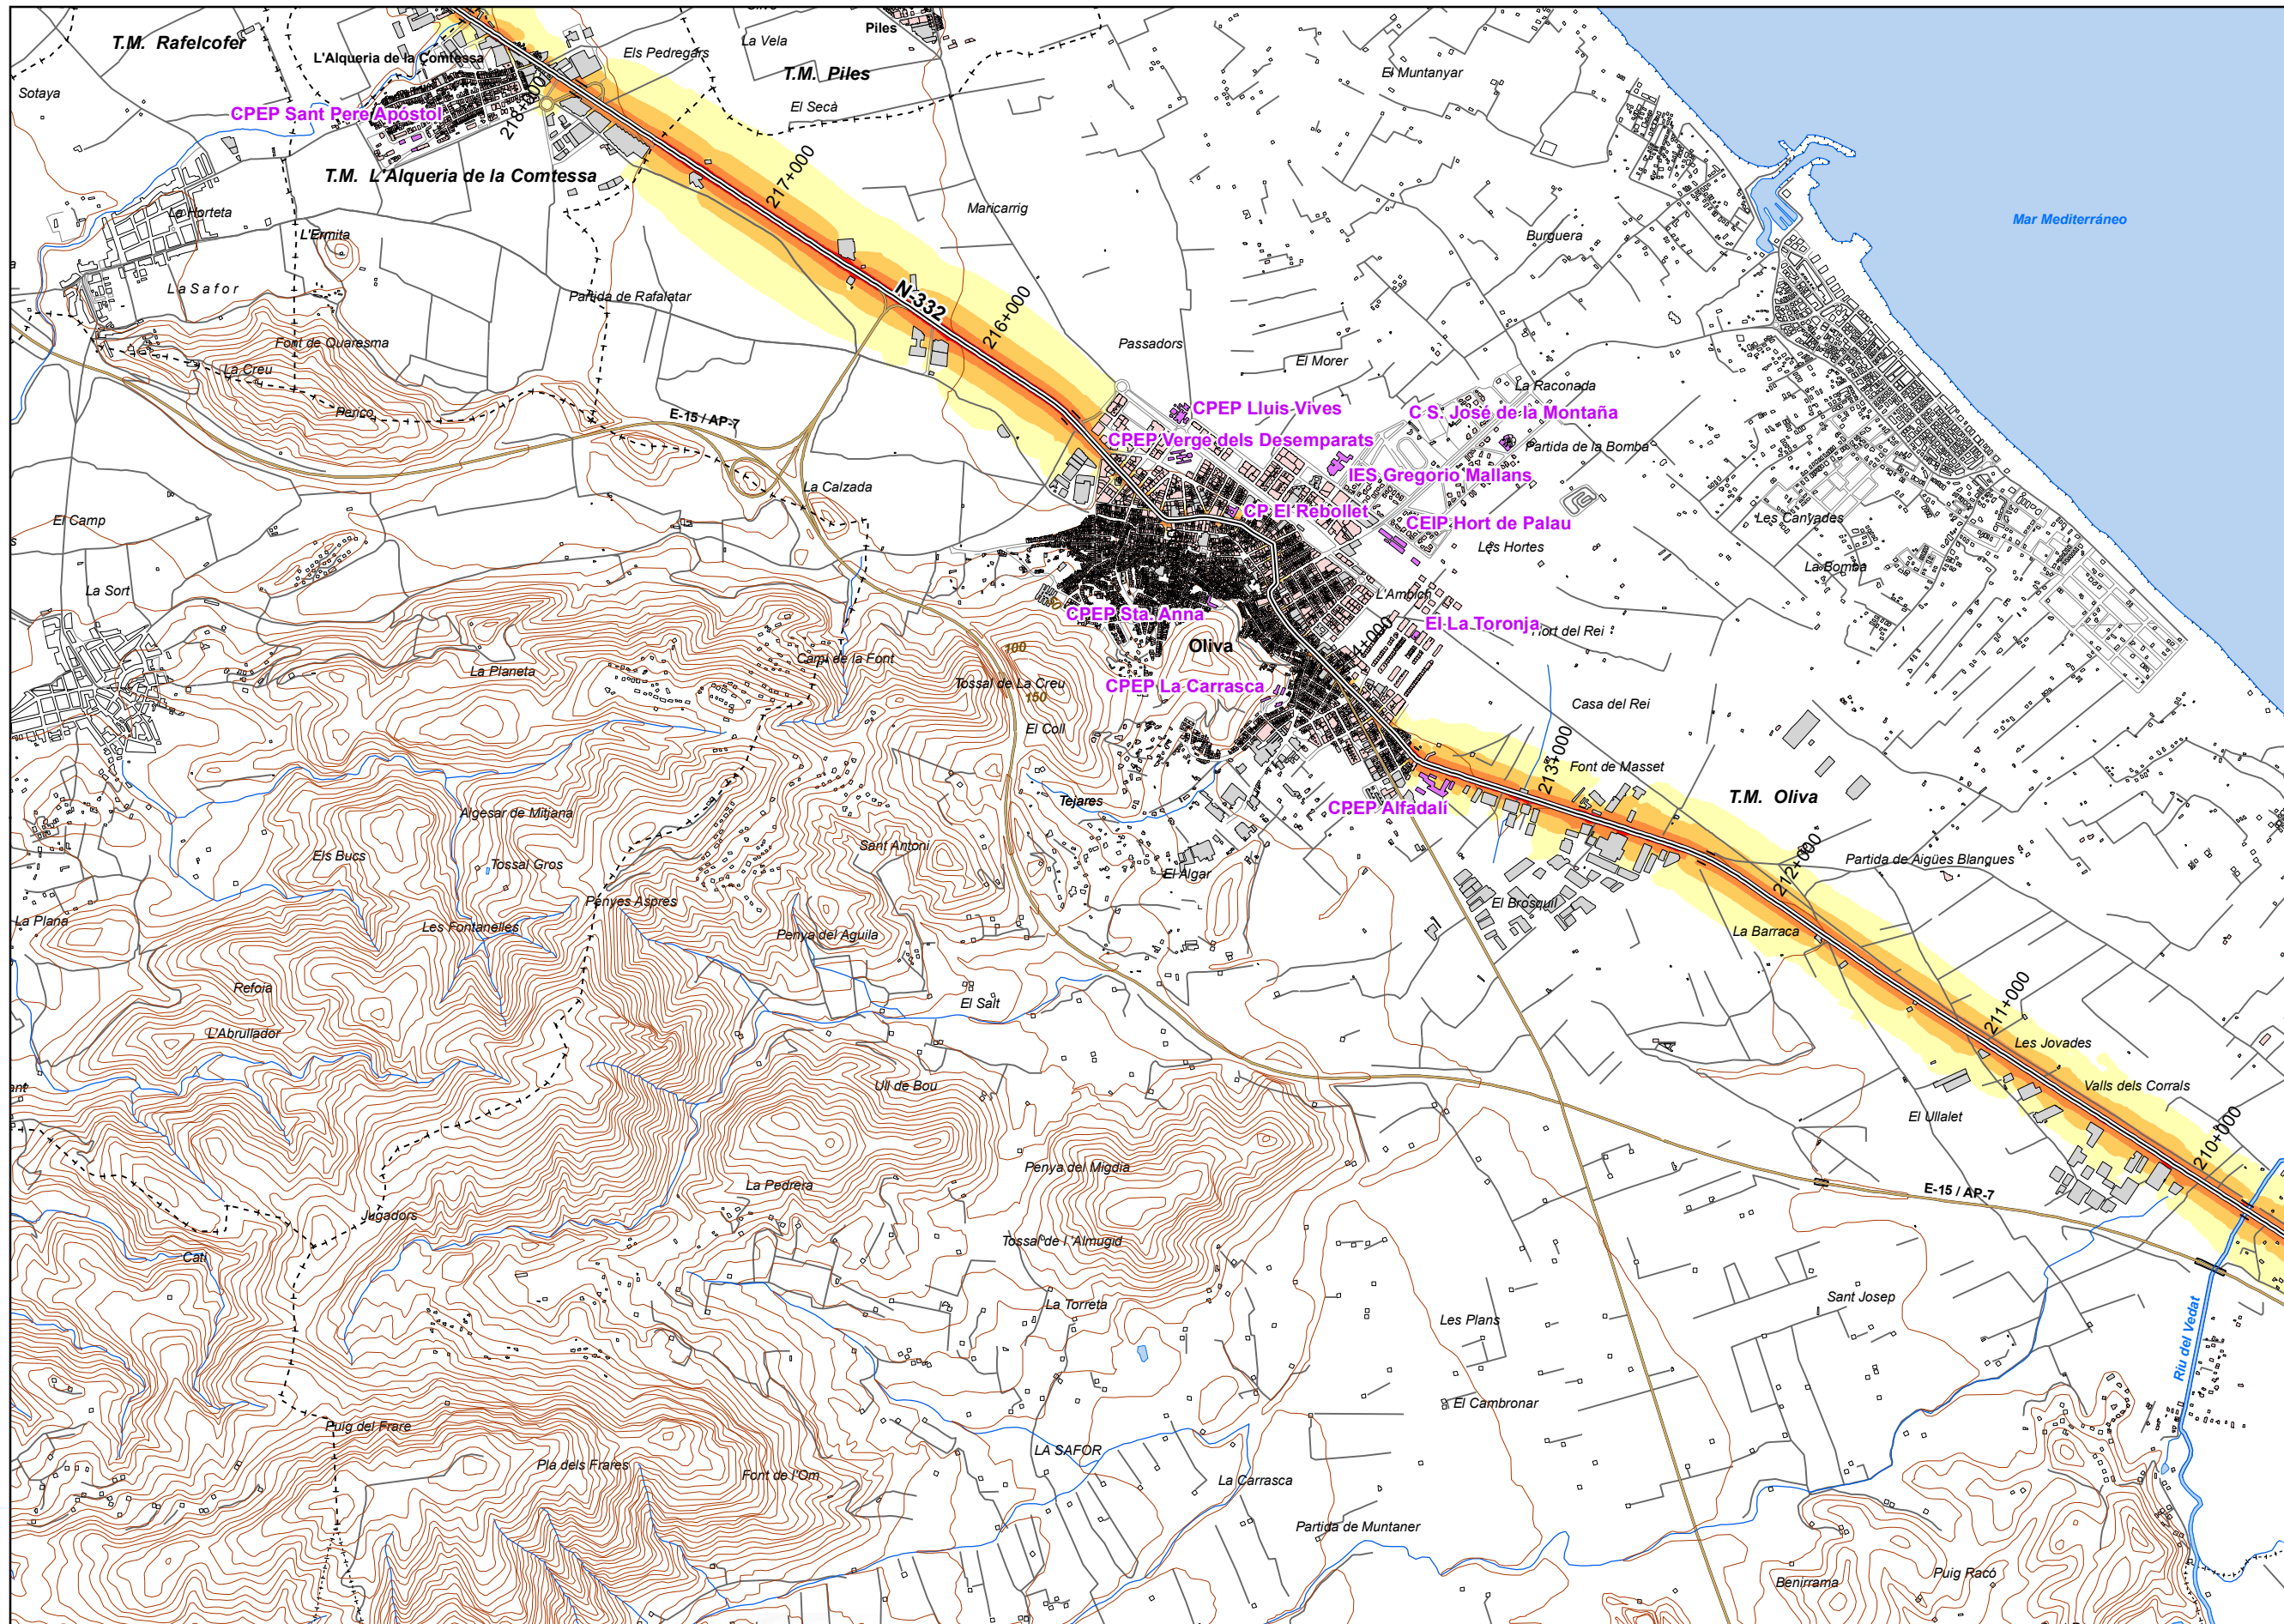 T.M. Rafelcofer
L'Alqueria de la Comtessa
Els Pedregars
La Vela
Piles
T.M. Piles
El Muntanyar
Sotaya
CPEP Sant Pere Apóstol
218+000
El Secà
T.M. L'Alqueria de la Comtessa
217+000
Maricarrig
La Horteta
L'Ermita
Burguera
Mar Mediterráneo
La Safor
Partida de Rafalatar
N-332
216+000
Font de Quaresma
La Creu
Passadors
El Morer
La Raconada
Perico
E-15 / AP-7
CPEP Lluis Vives
C S. José de la Montaña
CPEP Verge dels Desemparats
Partida de la Bomba
IES Gregorio Mallans
La Calzada
CP El Rebollet
CEIP Hort de Palau
Les Canyades
El Camp
Les Hortes
La Bomba
La Sort
L'Ambich
CPEP Sta. Anna
El La Toronja
Hort del Rei
Oliva
50
100
150
La Planeta
Camí de la Font
Tossal de La Creu
CPEP La Carrasca
Casa del Rei
El Coll
213+000
Font de Masset
T.M. Oliva
Tejares
CPEP Alfadalí
Algesar de Mitjana
Els Bucs
Tossal Gros
Sant Antoni
El Algar
212+000
Partida de Aigües Blangues
Penyes Aspres
El Brosquil
La Plana
Les Fontanelles
Penya del Aguila
La Barraca
Refoia
El Salt
211+000
L'Abrullador
Les Jovades
Ull de Bou
Valls dels Corrals
El Ullalet
210+000
Penya del Migdia
La Pedrera
E-15 / AP-7
Jugadors
Tossal de l'Almugid
Catí
La Torreta
Les Plans
Sant Josep
Riu del Vedat
El Cambronar
Puig del Frare
LA SAFOR
Pla dels Frares
Font de l'Om
La Carrasca
Partida de Muntaner
Benirrama
Puig Racó